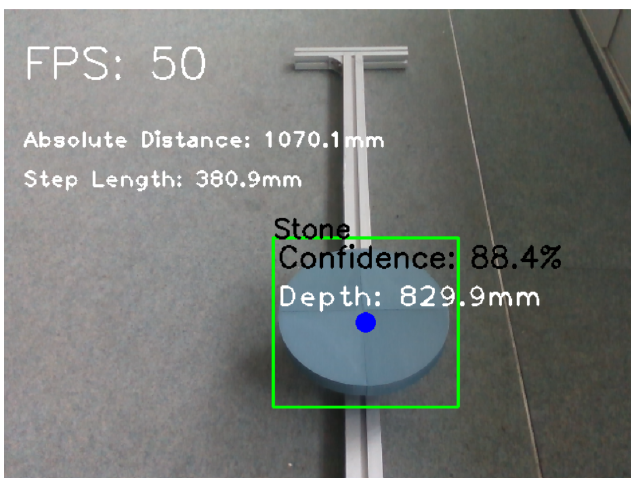 FPS: 50
Absolute Distance: 1070.1mm
Step Length: 380.9mm
Stone
Confidence: 88.4%
Depth: 829.9mm